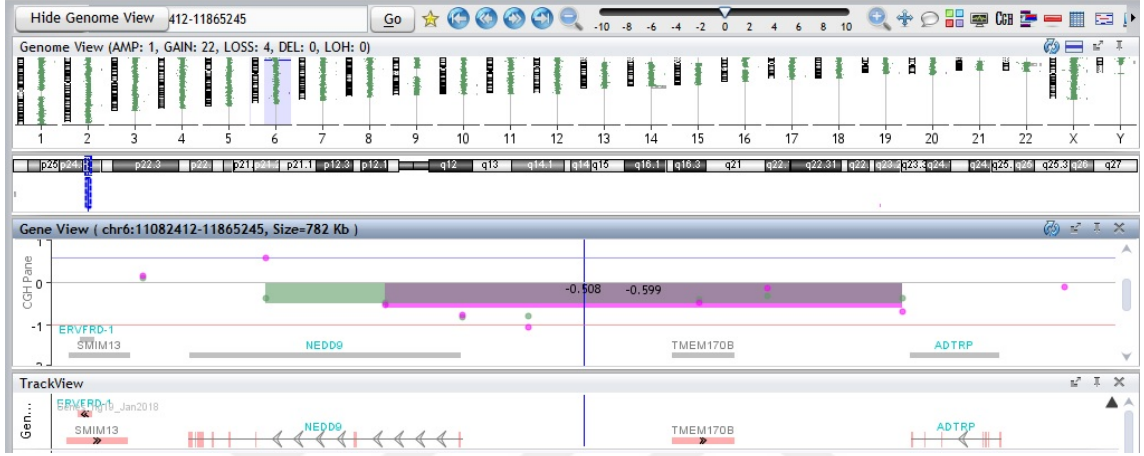 Hide Genome View 412-11865245 Go -10 -8 -6 -4 -2 0 2 4 6 8 10 CGH
Genome View (AMP: 1, GAIN: 22, LOSS: 4, DEL: 0, LOH: 0)
1 2 3 4 5 6 7 8 9 10 11 12 13 14 15 16 17 18 19 20 21 22 X Y
p25 p24. p22.3 p22. p21. p21.1 p12.3 p12.1 q12 q13 q14.1 q14 q15 q16.1 q16.3 q21 q22. q22.31 q22. q23.2 q23.3 q24. q24. q25. q26 q25.3 q26 q27
Gene View ( chr6:11082412-11865245, Size=782 Kb )
CGH Pane
1
0
-0.508 -0.599
-1
ERVFRD-1
SMIM13 NEDD9 TMEM170B ADTRP
TrackView
Gen...
ERVFRD-1
SMIM13 NEDD9 TMEM170B ADTRP